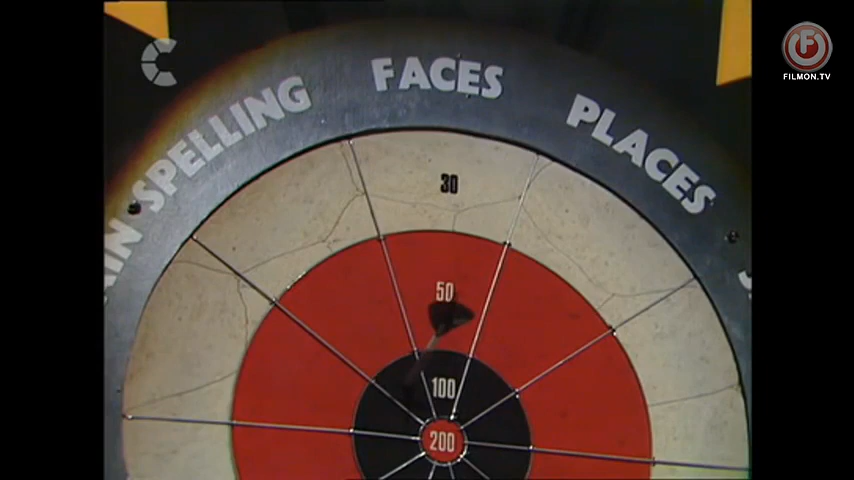 SPELLING
FACES
PLACES
30
50
100
200
FILMON.TV